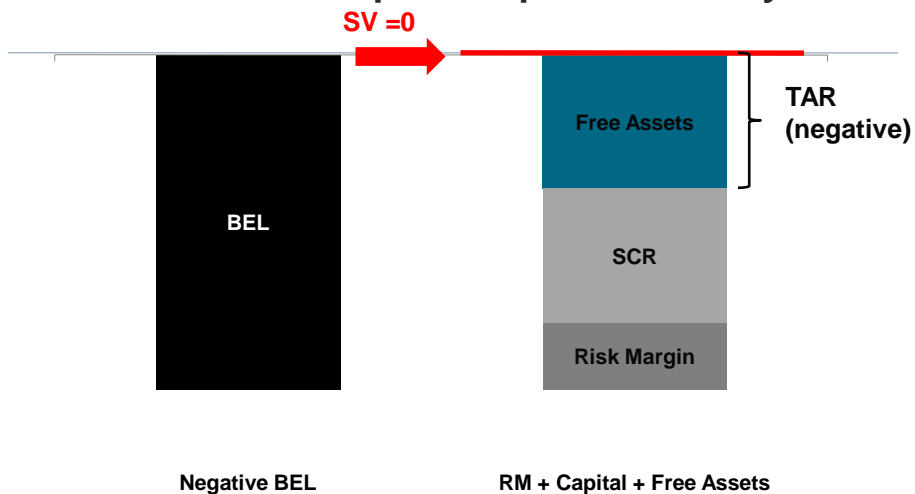 SV =0
TAR
(negative)
Free Assets
BEL
SCR
Risk Margin
Negative BEL
RM + Capital + Free Assets